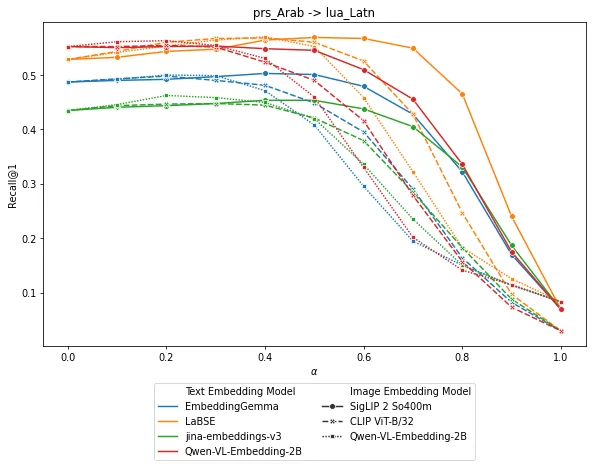 prs_Arab -> lua_Latn
Recall@1
0.5
0.4
0.3
0.2
0.1
0.0 0.2 0.4 0.6 0.8 1.0
α
Text Embedding Model Image Embedding Model
EmbeddingGemma SigLIP 2 So400m
LaBSE CLIP ViT-B/32
jina-embeddings-v3 Qwen-VL-Embedding-2B
Qwen-VL-Embedding-2B